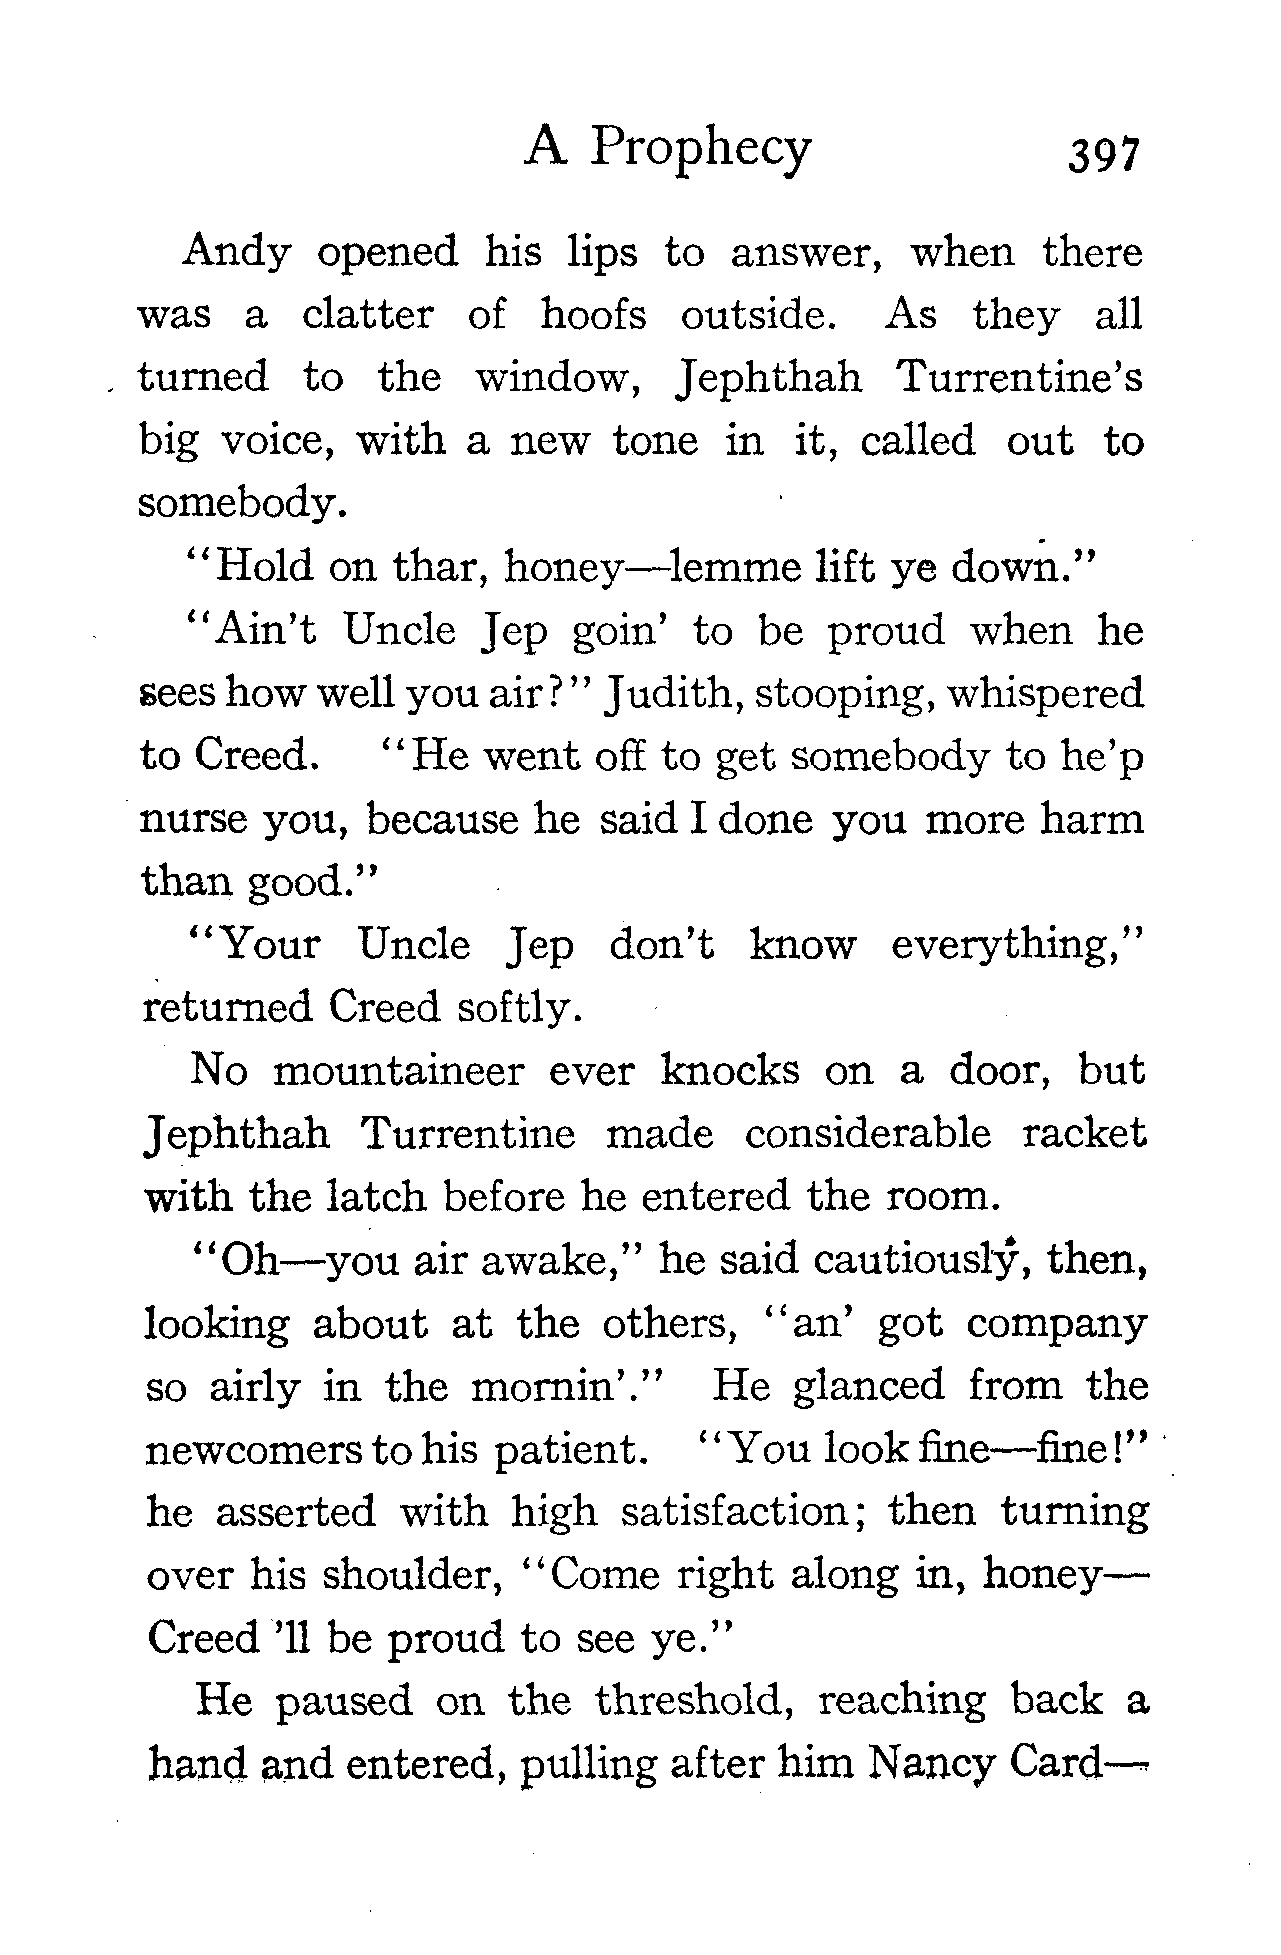 A Prophecy 397
Andy opened his lips to answer, when there
was a clatter of hoofs outside. As they all
turned to the window, Jephthah Turrentine's
big voice, with a new tone in it, called out to
somebody.
"Hold on thar, honey—lemme lift ye down."
"Ain't Uncle Jep goin' to be proud when he
sees how well you air?" Judith, stooping, whispered
to Creed. "He went off to get somebody to he'p
nurse you, because he said I done you more harm
than good."
"Your Uncle Jep don't know everything,"
returned Creed softly.
No mountaineer ever knocks on a door, but
Jephthah Turrentine made considerable racket
with the latch before he entered the room.
"Oh—you air awake," he said cautiously, then,
looking about at the others, "an' got company
so airly in the mornin'." He glanced from the
newcomers to his patient. "You look fine—fine!"
he asserted with high satisfaction; then turning
over his shoulder, "Come right along in, honey—
Creed 'll be proud to see ye."
He paused on the threshold, reaching back a
hand and entered, pulling after him Nancy Card—